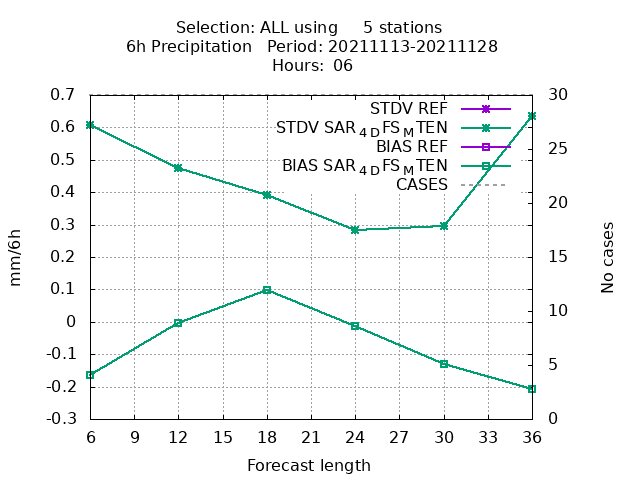 Selection: ALL using     5 stations
6h Precipitation   Period: 20211113-20211128
Hours:  06
0.7
0.6
0.5
0.4
0.3
0.2
0.1
0
-0.1
-0.2
-0.3
mm/6h
STDV REF
STDV SAR4DFSMTEN
BIAS REF
BIAS SAR4DFSMTEN
CASES
30
25
20
15
10
5
0
No cases
6 9 12 15 18 21 24 27 30 33 36
Forecast length